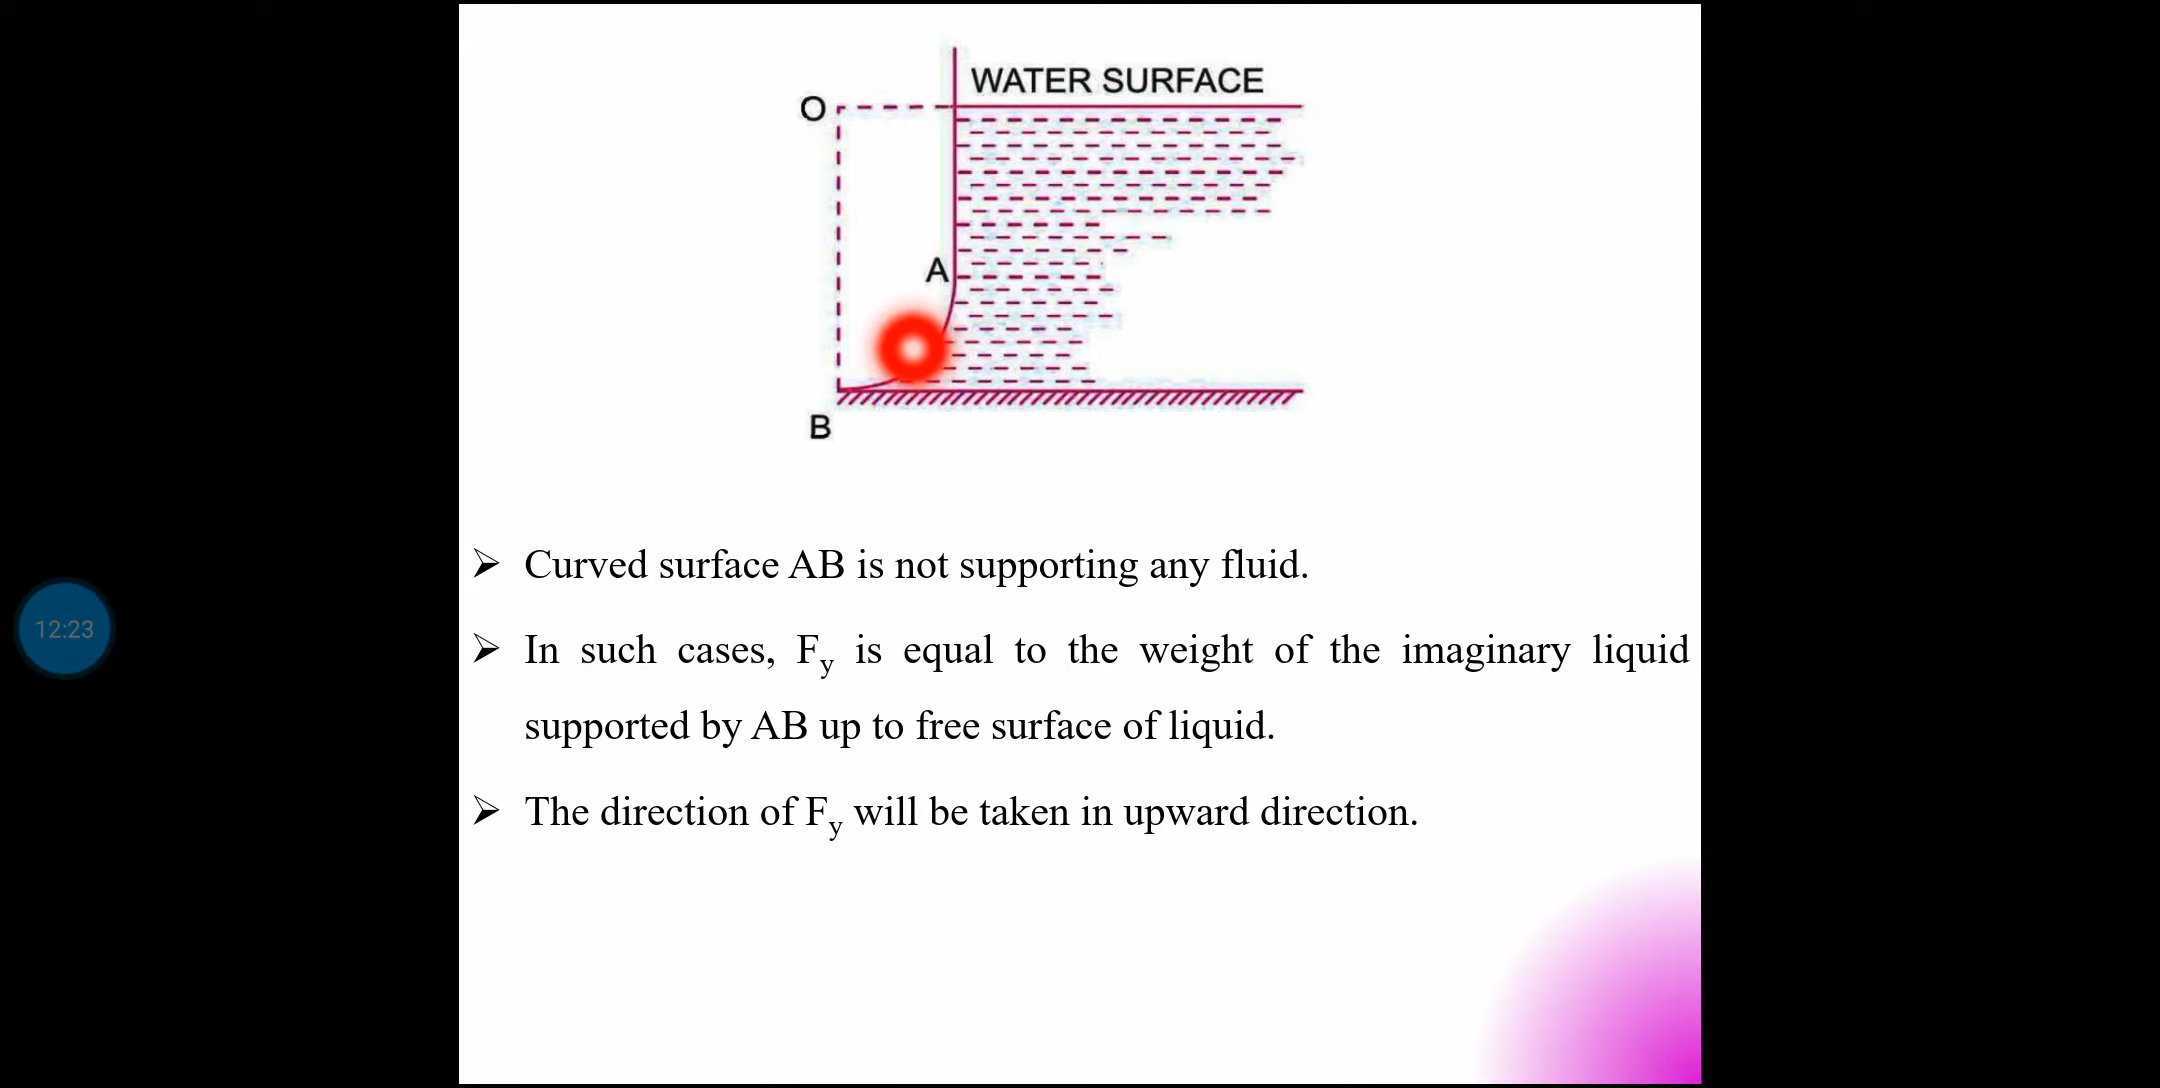 WATER SURFACE
O
A
B
➢ Curved surface AB is not supporting any fluid.
12:23
➢ In such cases, Fy is equal to the weight of the imaginary liquid
supported by AB up to free surface of liquid.
➢ The direction of Fy will be taken in upward direction.